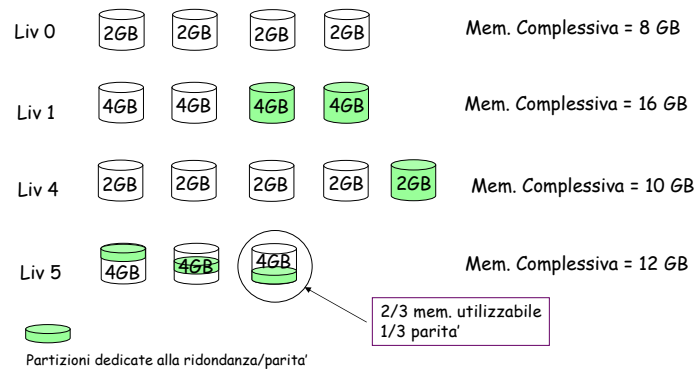 Liv 0 2GB 2GB 2GB 2GB Mem. Complessiva = 8 GB
Liv 1 4GB 4GB 4GB 4GB Mem. Complessiva = 16 GB
Liv 4 2GB 2GB 2GB 2GB 2GB Mem. Complessiva = 10 GB
Liv 5 4GB 4GB 4GB Mem. Complessiva = 12 GB
2/3 mem. utilizzabile
1/3 parita'
Partizioni dedicate alla ridondanza/parita'